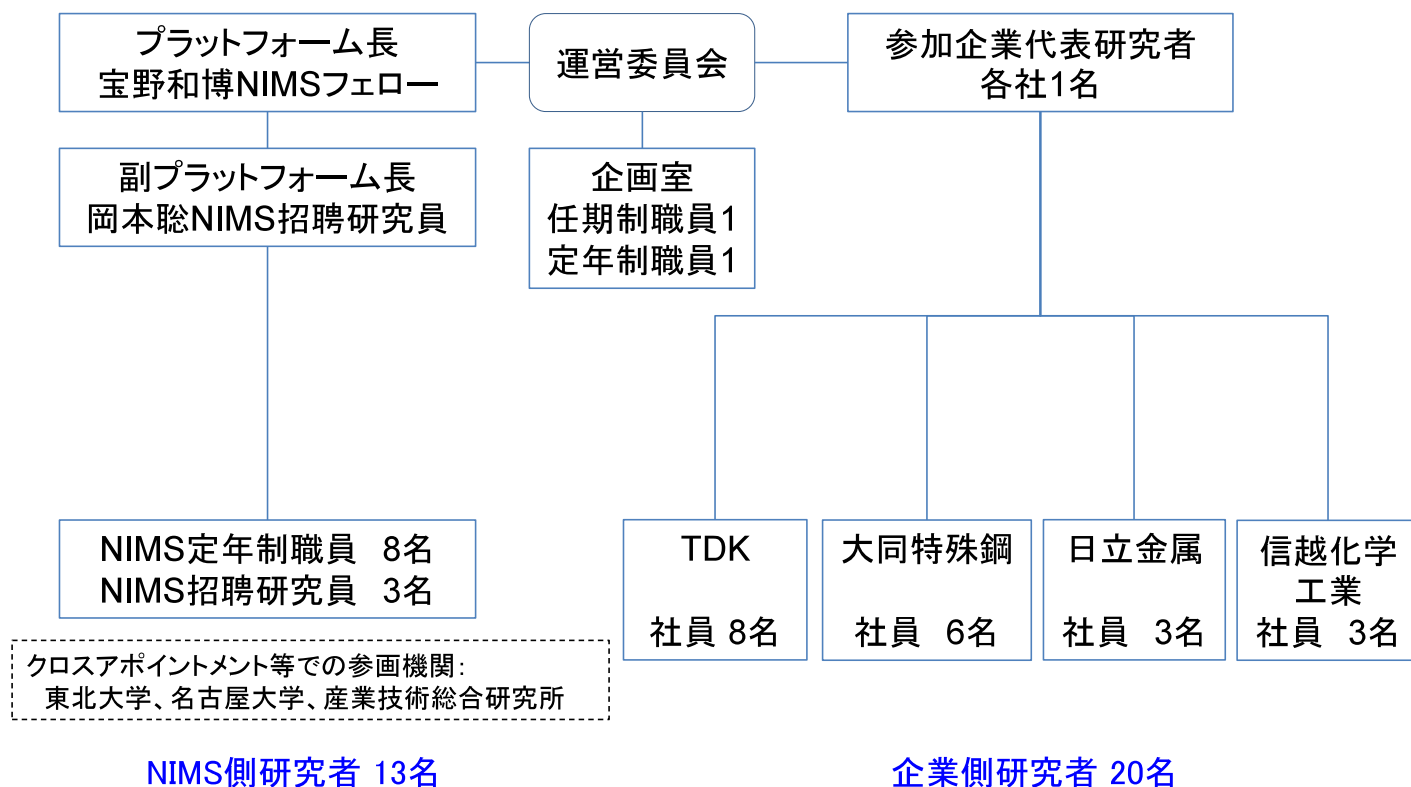 プラットフォーム長
宝野和博NIMSフェロー
運営委員会
参加企業代表研究者
各社1名
副プラットフォーム長
岡本聡NIMS招聘研究員
企画室
任期制職員1
定年制職員1
NIMS定年制職員 8名
NIMS招聘研究員 3名
TDK
社員 8名
大同特殊鋼
社員 6名
日立金属
社員 3名
信越化学
工業
社員 3名
クロスアポイントメント等での参画機関:
東北大学、名古屋大学、産業技術総合研究所
NIMS側研究者 13名
企業側研究者 20名